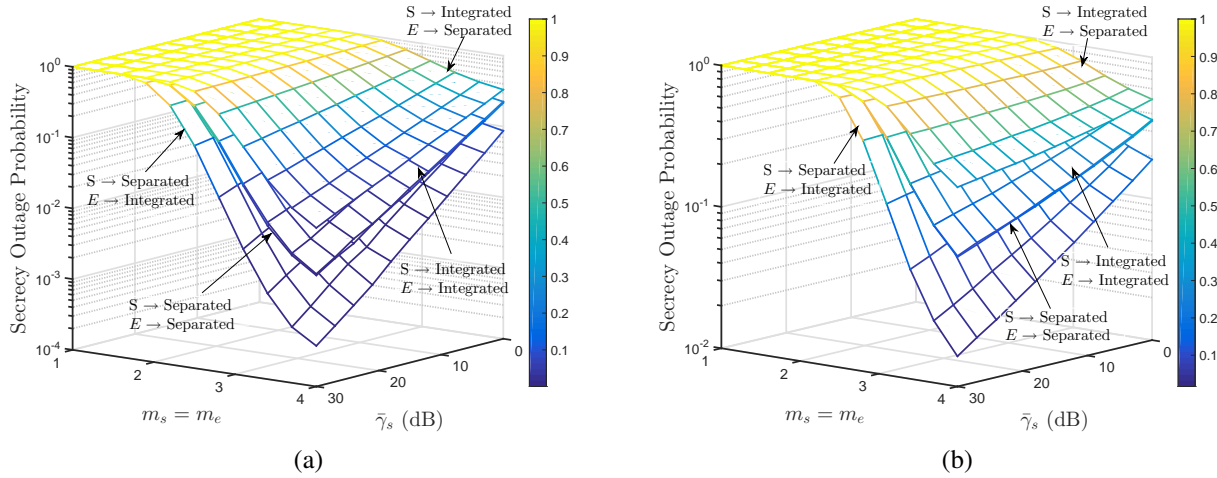 S → Integrated
E → Separated
10^0
10^-1
10^-2
10^-3
10^-4
Secrecy Outage Probability
S → Separated
E → Integrated
S → Separated
E → Separated
S → Integrated
E → Integrated
1
2
3
4
30
20
10
0
m_s = m_e
γ̄_s (dB)
1
0.9
0.8
0.7
0.6
0.5
0.4
0.3
0.2
0.1
(a)
S → Integrated
E → Separated
10^0
10^-1
10^-2
Secrecy Outage Probability
S → Separated
E → Integrated
S → Integrated
E → Integrated
S → Separated
E → Separated
1
2
3
4
30
20
10
0
m_s = m_e
γ̄_s (dB)
1
0.9
0.8
0.7
0.6
0.5
0.4
0.3
0.2
0.1
(b)